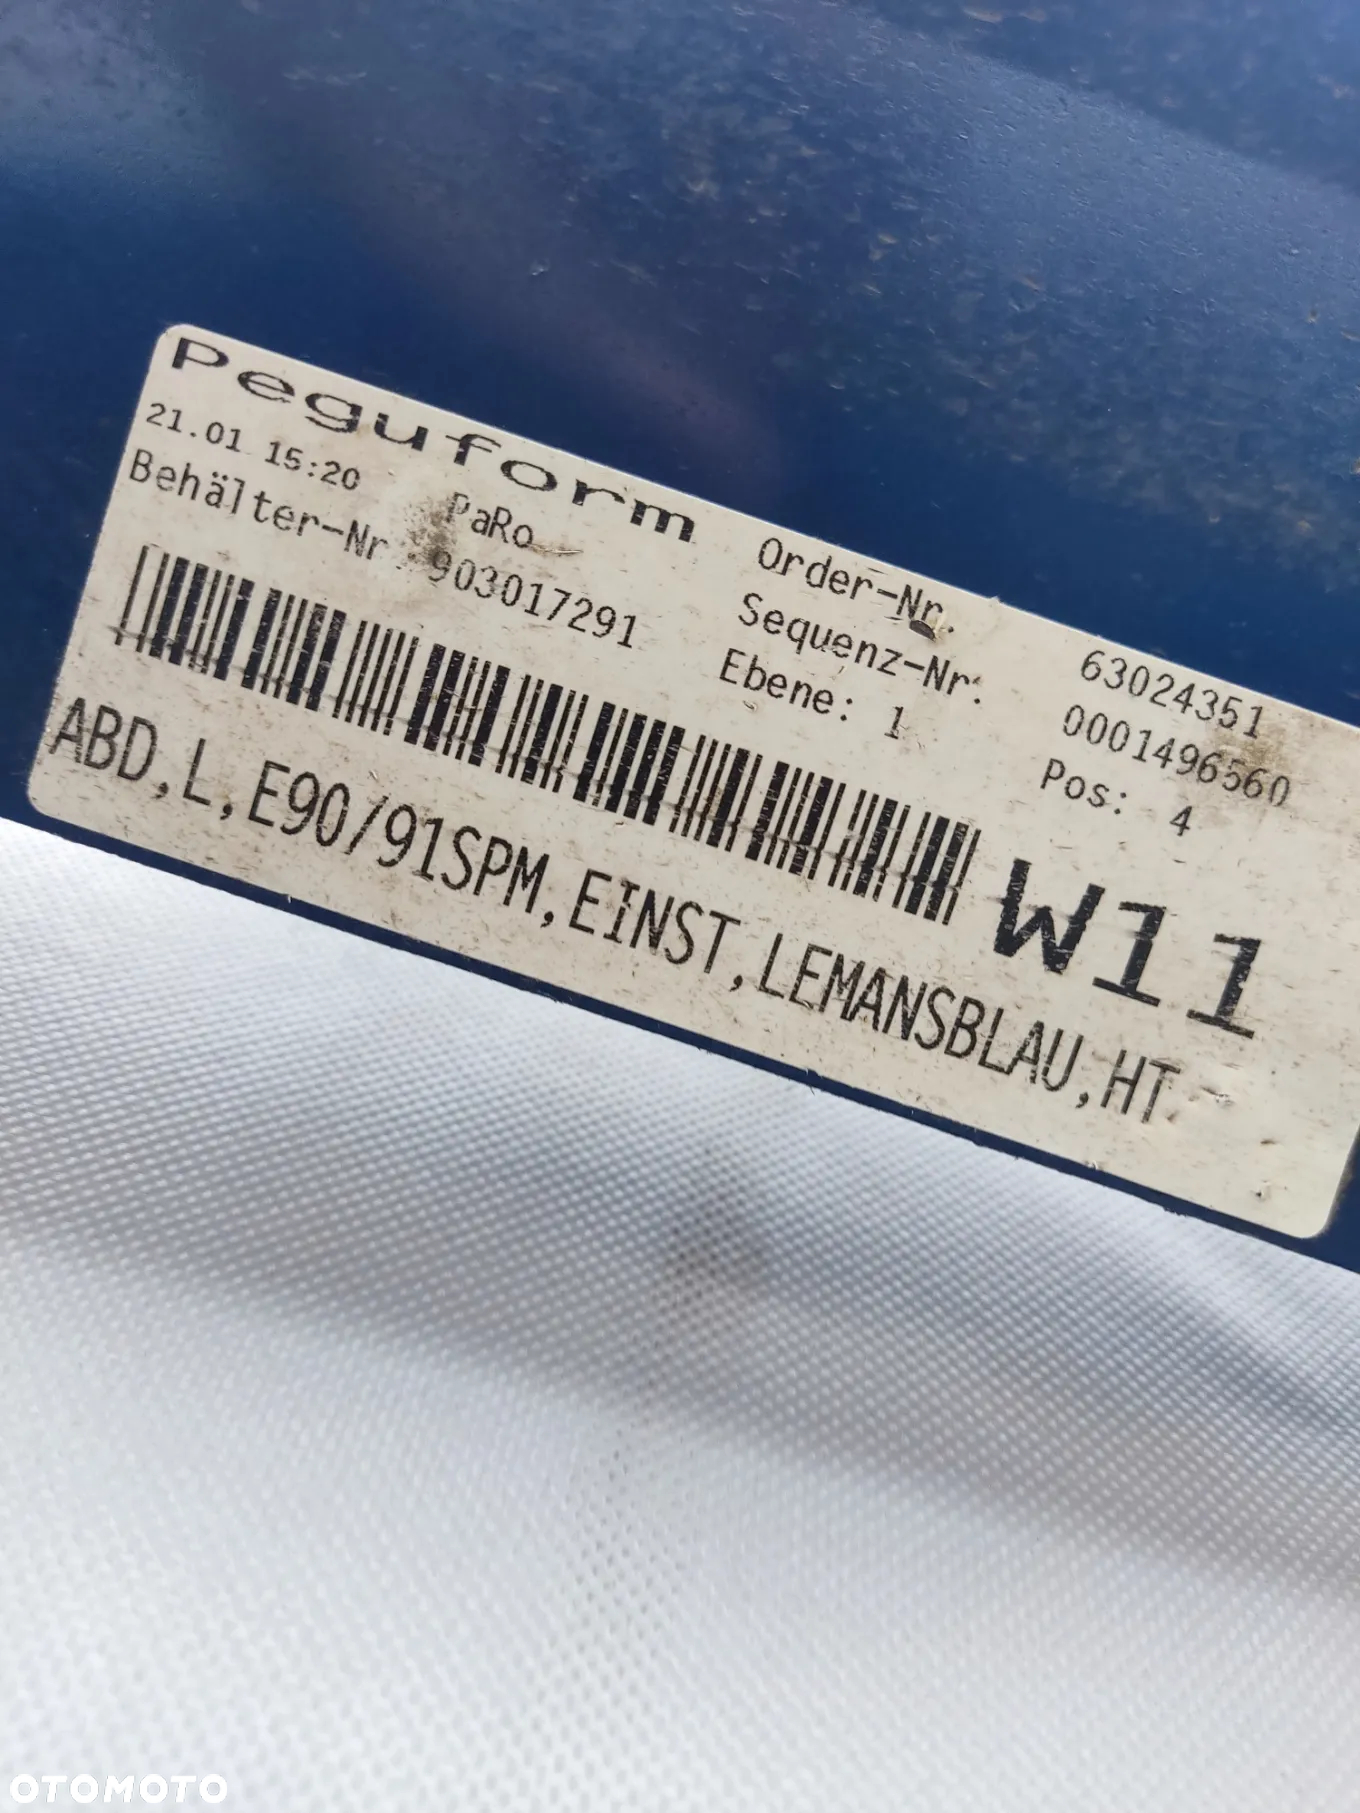 Peguform
21.01 15:20 PaRo
Behälter-Nr.: 903017291
Order-Nr. 63024351
Sequenz-Nr. 0001496560
Ebene: 1 Pos: 4
W11
ABD,L,E90/91SPM,EINST,LEMANSBLAU,HT.
OTOMOTO